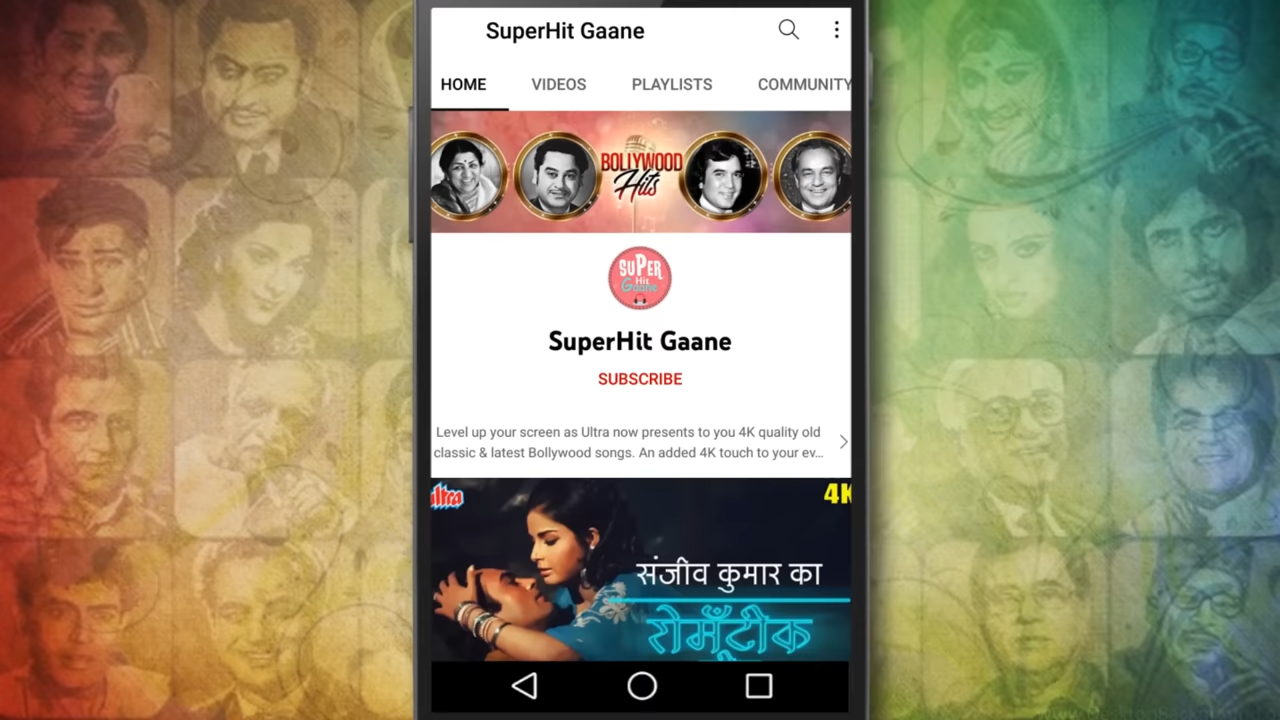 SuperHit Gaane
HOME VIDEOS PLAYLISTS COMMUNITY
BOLLYWOOD
Hits
SUPER
Hit
Gaane
SuperHit Gaane
SUBSCRIBE
Level up your screen as Ultra now presents to you 4K quality old
classic & latest Bollywood songs. An added 4K touch to your ev...
ultra
4K
संजीव कुमार का
रोमँटीक